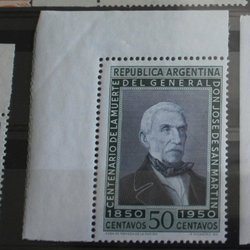 REPUBLICA ARGENTINA
CENTENARIO DE LA MUERTE
DEL GENERAL
DON JOSE DE SAN MARTIN
1850 50 1950
CENTAVOS CENTAVOS